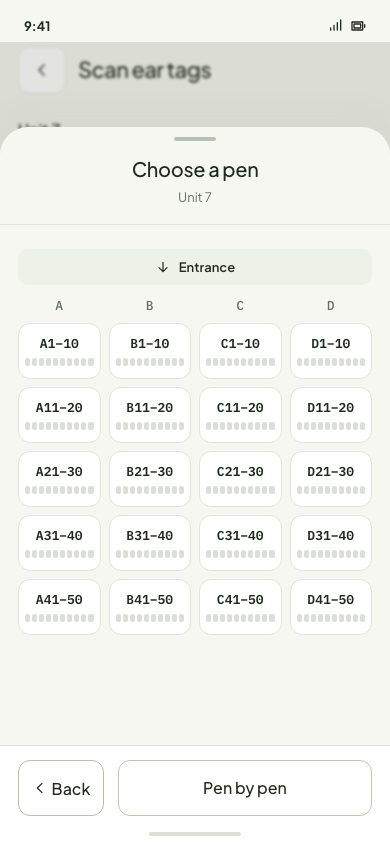 9:41
Scan ear tags
Unit 7
Choose a pen
Unit 7
Entrance
A B C D
A1–10 B1–10 C1–10 D1–10
A11–20 B11–20 C11–20 D11–20
A21–30 B21–30 C21–30 D21–30
A31–40 B31–40 C31–40 D31–40
A41–50 B41–50 C41–50 D41–50
Back Pen by pen